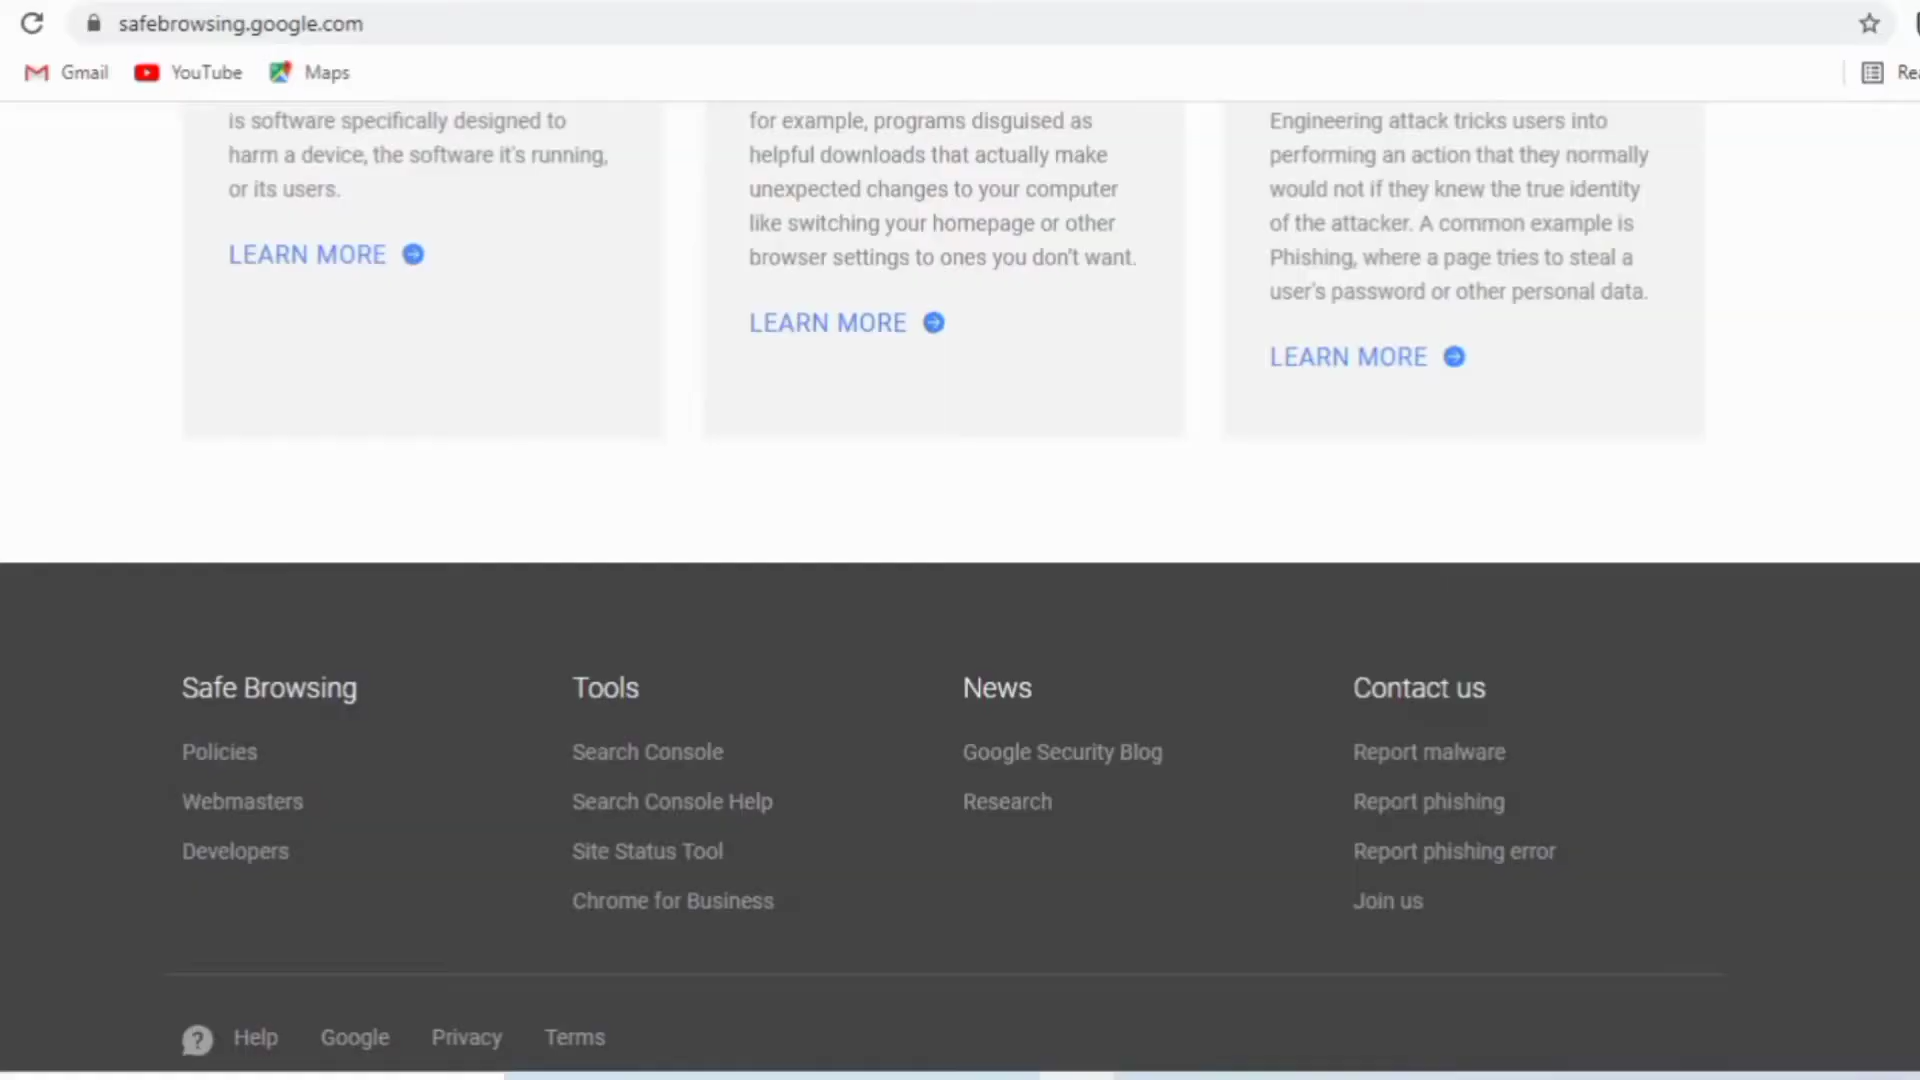 safebrowsing.google.com
Gmail YouTube Maps
is software specifically designed to
harm a device, the software it's running,
or its users.
LEARN MORE
for example, programs disguised as
helpful downloads that actually make
unexpected changes to your computer
like switching your homepage or other
browser settings to ones you don't want.
LEARN MORE
Engineering attack tricks users into
performing an action that they normally
would not if they knew the true identity
of the attacker. A common example is
Phishing, where a page tries to steal a
user's password or other personal data.
LEARN MORE
Safe Browsing
Policies
Webmasters
Developers
Tools
Search Console
Search Console Help
Site Status Tool
Chrome for Business
News
Google Security Blog
Research
Contact us
Report malware
Report phishing
Report phishing error
Join us
Help Google Privacy Terms